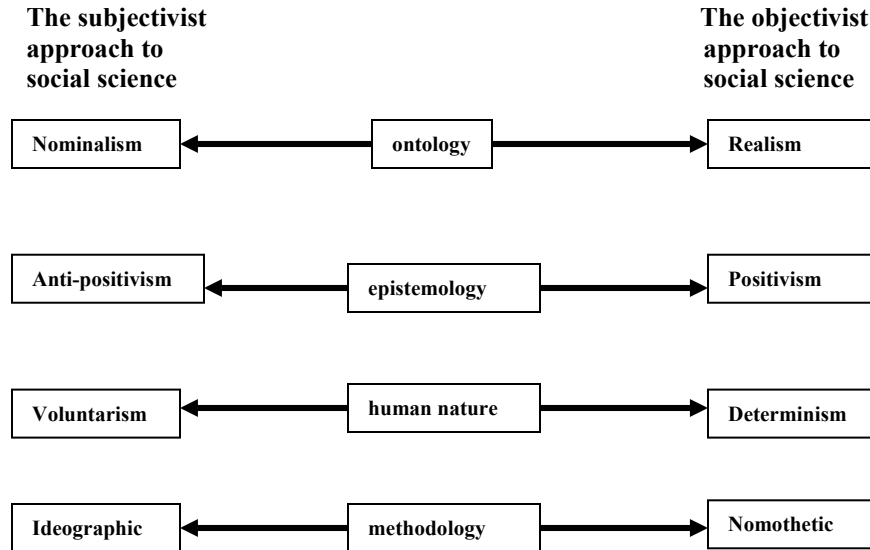 The subjectivist
approach to
social science
The objectivist
approach to
social science
Nominalism
ontology
Realism
Anti-positivism
epistemology
Positivism
Voluntarism
human nature
Determinism
Ideographic
methodology
Nomothetic